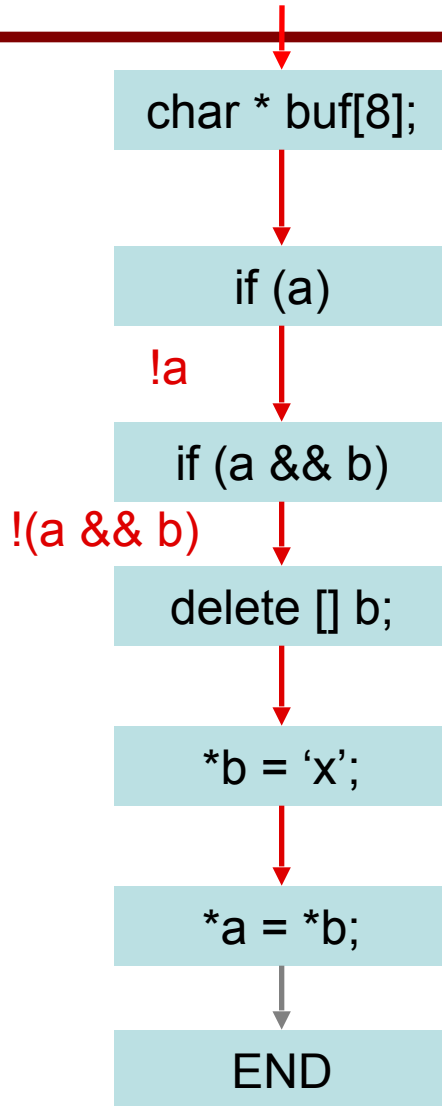 char * buf[8];
if (a)
!a
if (a && b)
!(a && b)
delete [] b;
*b = ‘x’;
*a = *b;
END